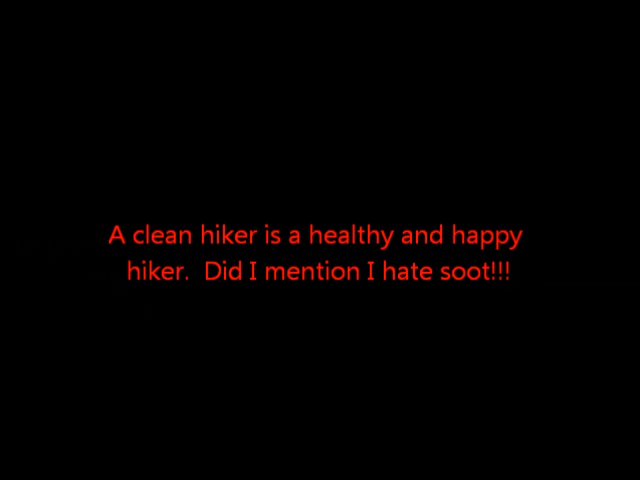 A clean hiker is a healthy and happy
hiker.  Did I mention I hate soot!!!